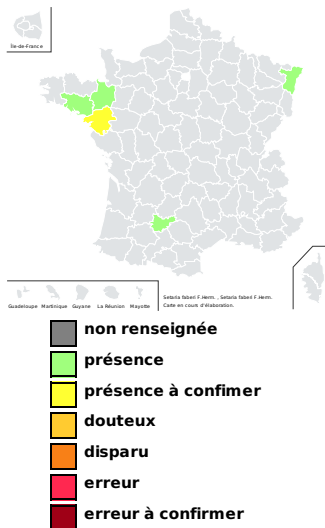 Île-de-France
Guadeloupe Martinique Guyane La Réunion Mayotte
Setaria faberi F.Herm. , Setaria faberi F.Herm.
Carte en cours d'élaboration.
non renseignée
présence
présence à confimer
douteux
disparu
erreur
erreur à confirmer